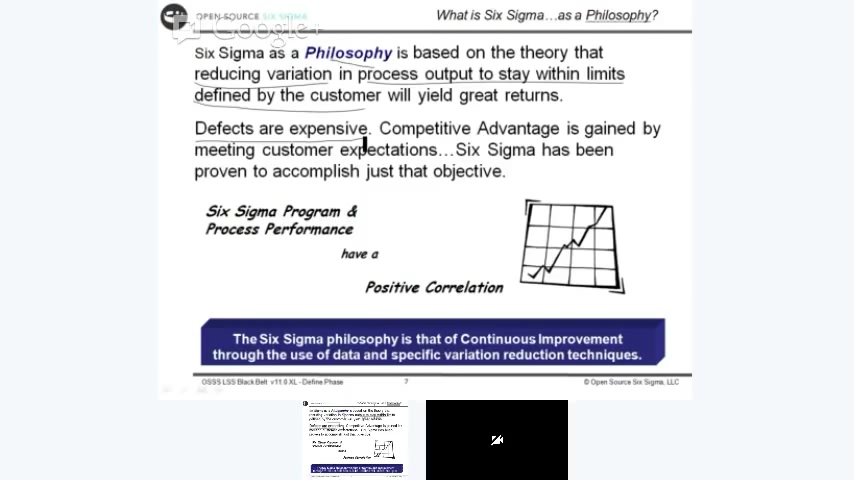 OPEN-SOURCE SIX SIGMA
What is Six Sigma…as a Philosophy?
Google+
Six Sigma as a Philosophy is based on the theory that
reducing variation in process output to stay within limits
defined by the customer will yield great returns.
Defects are expensive. Competitive Advantage is gained by
meeting customer expectations…Six Sigma has been
proven to accomplish just that objective.
Six Sigma Program &
Process Performance
have a
Positive Correlation
The Six Sigma philosophy is that of Continuous Improvement
through the use of data and specific variation reduction techniques.
OSSS LSS Black Belt v11.0 XL - Define Phase
7
© Open Source Six Sigma, LLC